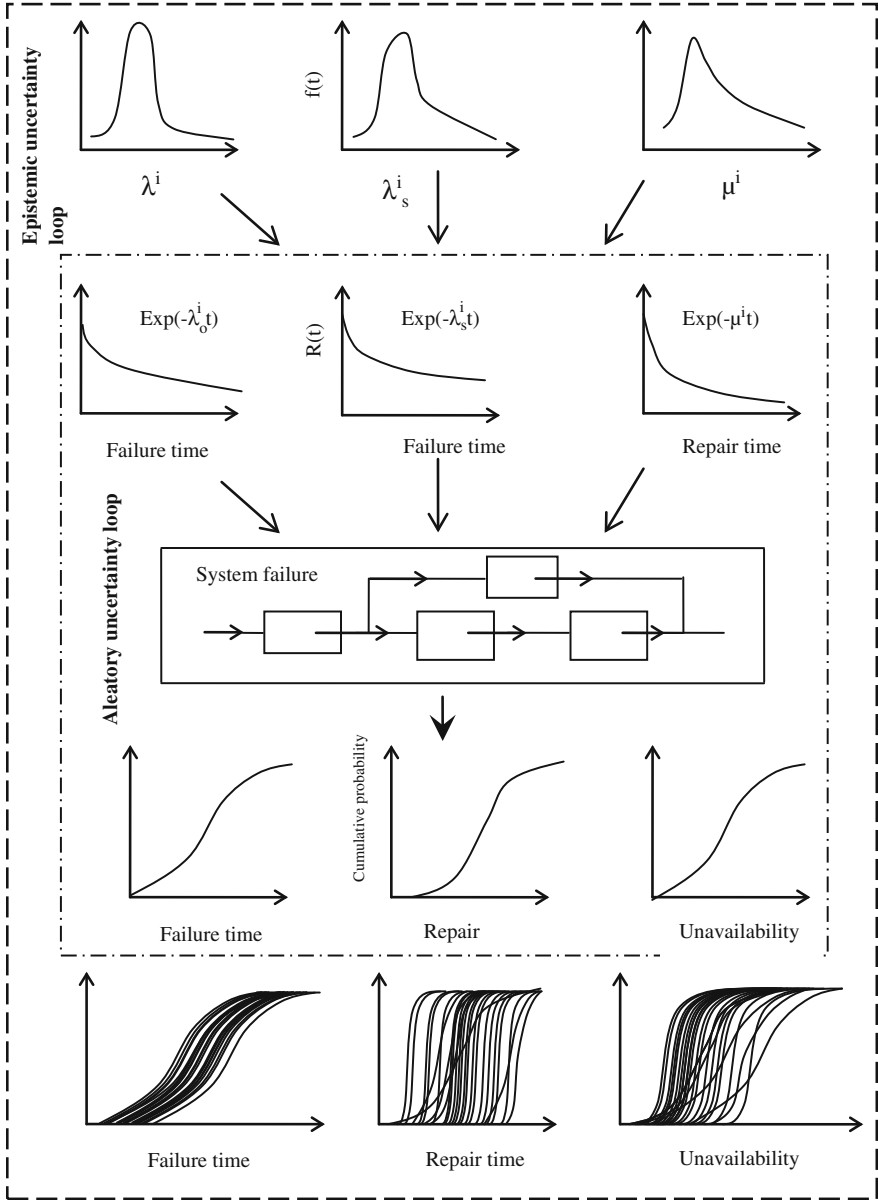 Epistemic uncertainty
loop
f(t)
λⁱ
λⁱₛ
μⁱ
Exp(-λⁱₒt)
R(t)
Exp(-λⁱₛt)
Exp(-μⁱt)
Failure time
Failure time
Repair time
Aleatory uncertainty loop
System failure
Cumulative probability
Failure time
Repair
Unavailability
Failure time
Repair time
Unavailability